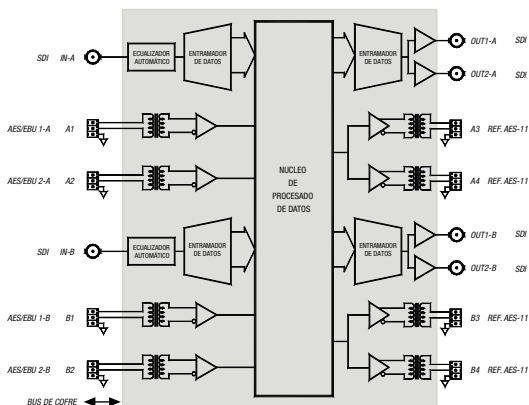 SDI IN-A
ECUALIZADOR
AUTOMÁTICO
ENTRAMADOR
DE DATOS
ENTRAMADOR
DE DATOS
OUT1-A SDI
OUT2-A SDI
AES/EBU 1-A A1
A3 REF. AES-11
AES/EBU 2-A A2
A4 REF. AES-11
NUCLEO
DE
PROCESADO
DE DATOS
SDI IN-B
ECUALIZADOR
AUTOMÁTICO
ENTRAMADOR
DE DATOS
ENTRAMADOR
DE DATOS
OUT1-B SDI
OUT2-B SDI
AES/EBU 1-B B1
B3 REF. AES-11
AES/EBU 2-B B2
B4 REF. AES-11
BUS DE COFRE